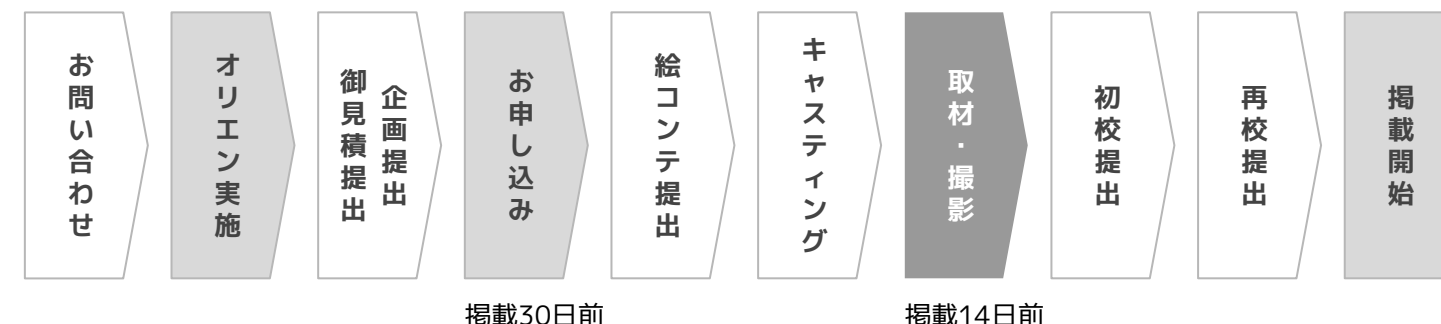 お問い合わせ
オリエン実施
企画提出
御見積提出
お申し込み
絵コンテ提出
キャスティング
取材・撮影
初校提出
再校提出
掲載開始
掲載30日前
掲載14日前